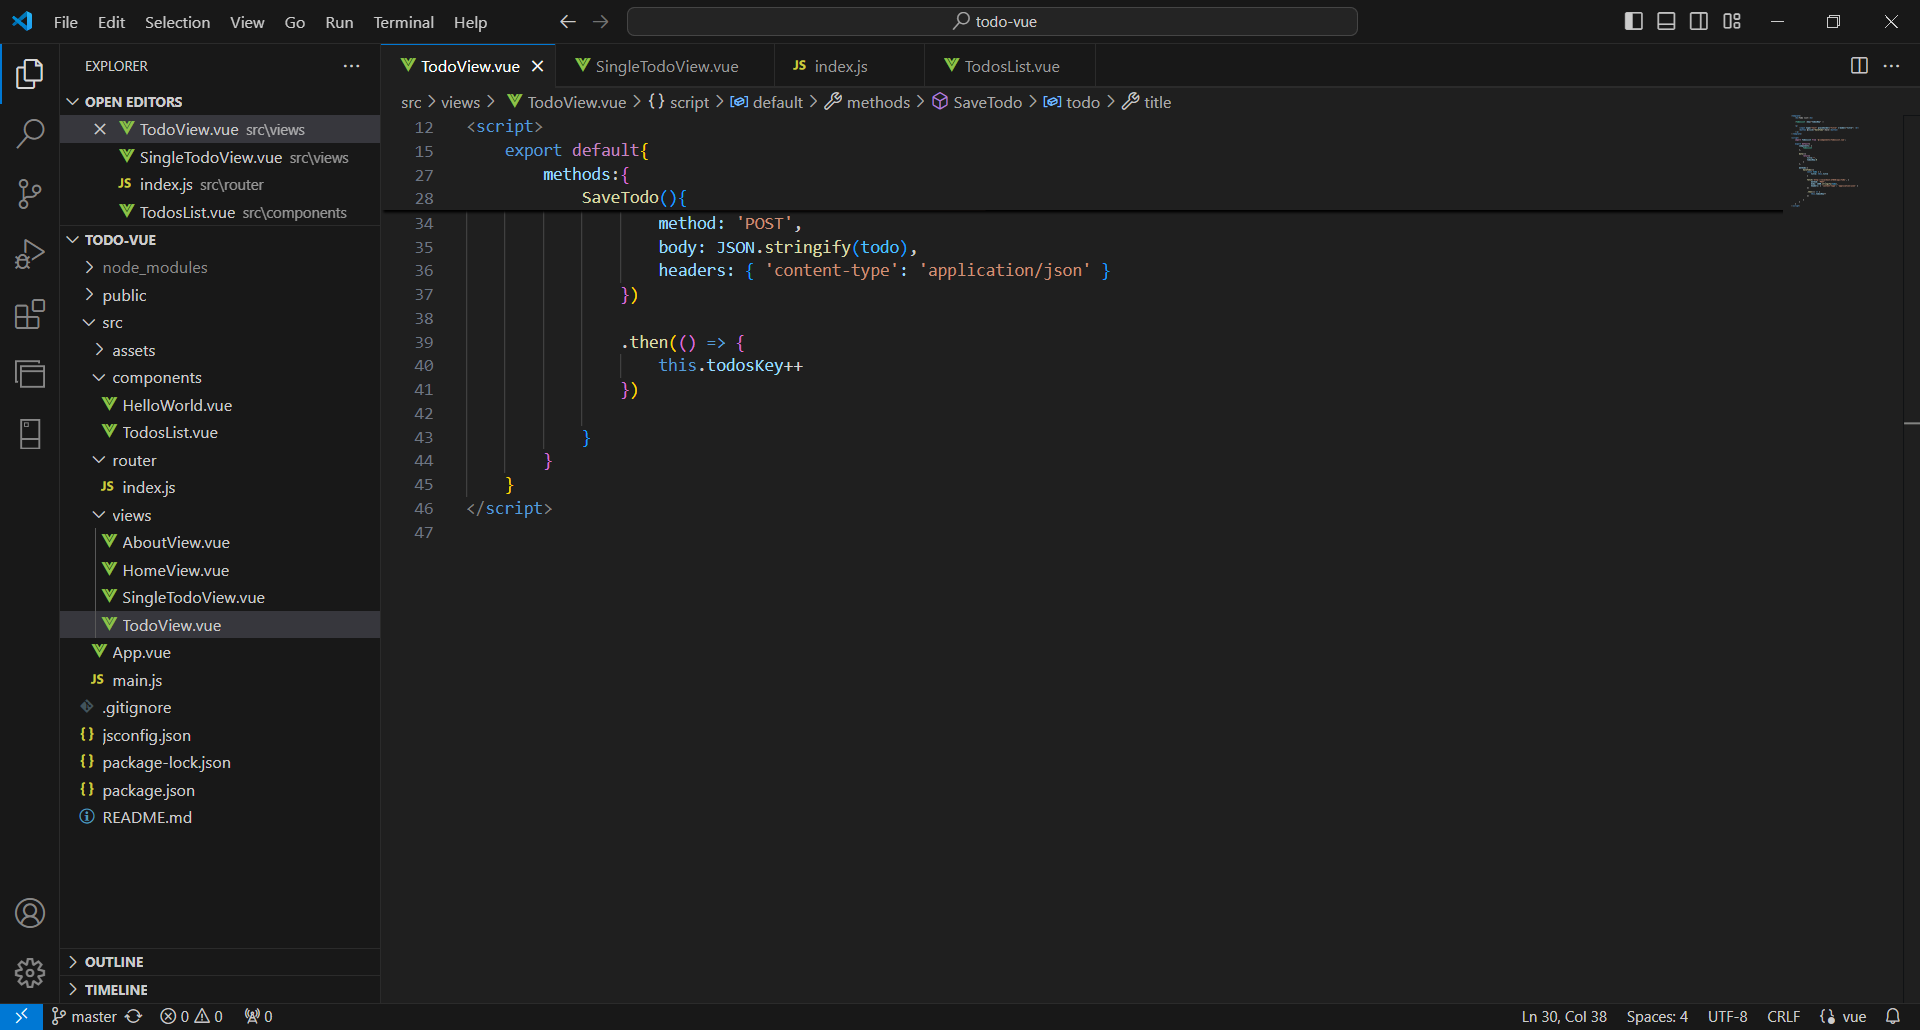 File Edit Selection View Go Run Terminal Help
todo-vue
EXPLORER
OPEN EDITORS
TodoView.vue src\views
SingleTodoView.vue src\views
JS index.js src\router
TodosList.vue src\components
TODO-VUE
node_modules
public
src
assets
components
HelloWorld.vue
TodosList.vue
router
JS index.js
views
AboutView.vue
HomeView.vue
SingleTodoView.vue
TodoView.vue
App.vue
JS main.js
.gitignore
{} jsconfig.json
{} package-lock.json
{} package.json
README.md
OUTLINE
TIMELINE
TodoView.vue SingleTodoView.vue JS index.js TodosList.vue
src > views > TodoView.vue > {} script > default > methods > SaveTodo > todo > title
12 <script>
15 export default{
27 methods:{
28 SaveTodo(){
34 method: 'POST',
35 body: JSON.stringify(todo),
36 headers: { 'content-type': 'application/json' }
37 })
38
39 .then(() => {
40 this.todosKey++
41 })
42
43 }
44 }
45 }
46 </script>
47
master 0 0 0 Ln 30, Col 38 Spaces: 4 UTF-8 CRLF vue